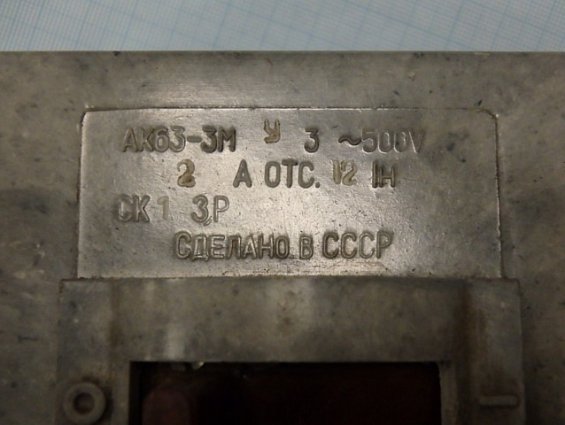 АК63-3М У 3 ~500V
2 А ОТС. 12 IН
СК1 3Р
СДЕЛАНО В СССР